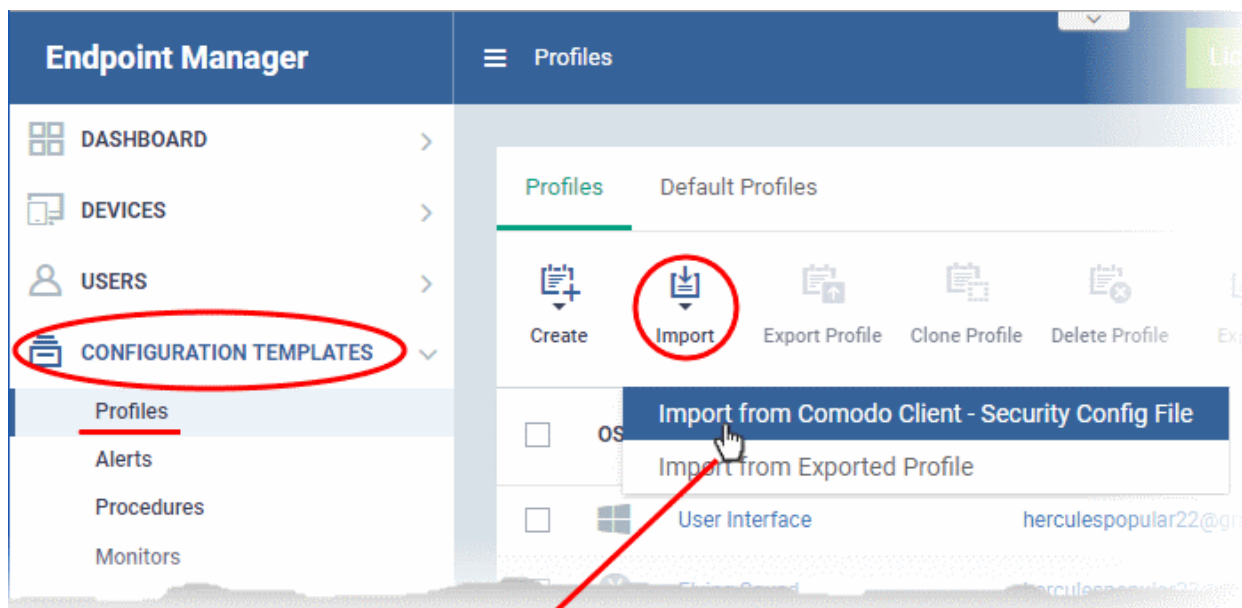 Endpoint Manager
Profiles
DASHBOARD
DEVICES
USERS
CONFIGURATION TEMPLATES
Profiles
Alerts
Procedures
Monitors
Profiles Default Profiles
Create Import Export Profile Clone Profile Delete Profile
OS
Import from Comodo Client - Security Config File
Import from Exported Profile
User Interface